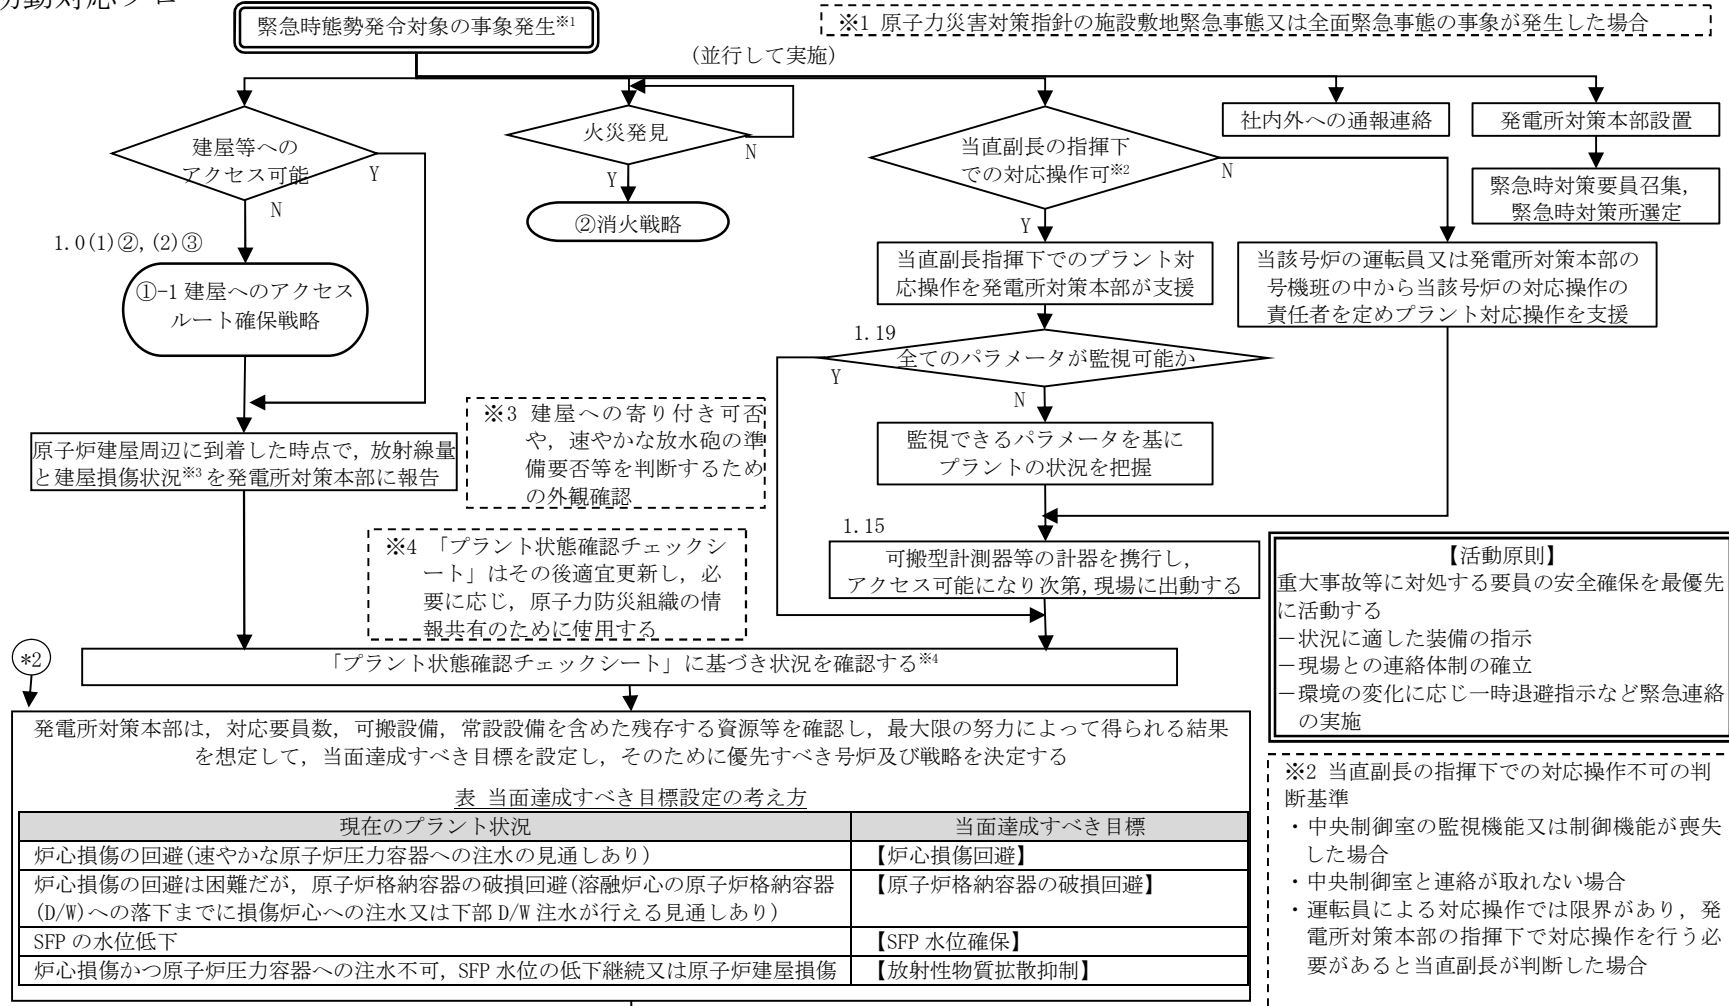 緊急時態勢発令対象の事象発生※1
※1 原子力災害対策指針の施設敷地緊急事態又は全面緊急事態の事象が発生した場合
(並行して実施)
建屋等への
アクセス可能
Y
N
火災発見
N
Y
②消火戦略
当直副長の指揮下
での対応操作可※2
N
Y
社内外への通報連絡
発電所対策本部設置
緊急時対策要員召集，
緊急時対策所選定
1.0(1)②，(2)③
①-1 建屋へのアクセス
ルート確保戦略
当直副長指揮下でのプラント対
応操作を発電所対策本部が支援
当該号炉の運転員又は発電所対策本部の
号機班の中から当該号炉の対応操作の
責任者を定めプラント対応操作を支援
1.19
全てのパラメータが監視可能か
Y
N
原子炉建屋周辺に到着した時点で，放射線量
と建屋損傷状況※3を発電所対策本部に報告
※3 建屋への寄り付き可否
や，速やかな放水砲の準
備要否等を判断するため
の外観確認
監視できるパラメータを基に
プラントの状況を把握
1.15
可搬型計測器等の計器を携行し，
アクセス可能になり次第，現場に出動する
※4 「プラント状態確認チェックシ
ート」はその後適宜更新し，必
要に応じ，原子力防災組織の情
報共有のために使用する
【活動原則】
重大事故等に対処する要員の安全確保を最優先
に活動する
－状況に適した装備の指示
－現場との連絡体制の確立
－環境の変化に応じ一時退避指示など緊急連絡
の実施
*2
「プラント状態確認チェックシート」に基づき状況を確認する※4
発電所対策本部は，対応要員数，可搬設備，常設設備を含めた残存する資源等を確認し，最大限の努力によって得られる結果
を想定して，当面達成すべき目標を設定し，そのために優先すべき号炉及び戦略を決定する
表 当面達成すべき目標設定の考え方
現在のプラント状況
当面達成すべき目標
炉心損傷の回避(速やかな原子炉圧力容器への注水の見通しあり)
【炉心損傷回避】
炉心損傷の回避は困難だが，原子炉格納容器の破損回避(溶融炉心の原子炉格納容器
(D/W)への落下までに損傷炉心への注水又は下部 D/W 注水が行える見通しあり)
【原子炉格納容器の破損回避】
SFP の水位低下
【SFP 水位確保】
炉心損傷かつ原子炉圧力容器への注水不可，SFP 水位の低下継続又は原子炉建屋損傷
【放射性物質拡散抑制】
※2 当直副長の指揮下での対応操作不可の判
断基準
・中央制御室の監視機能又は制御機能が喪失
した場合
・中央制御室と連絡が取れない場合
・運転員による対応操作では限界があり，発
電所対策本部の指揮下で対応操作を行う必
要があると当直副長が判断した場合